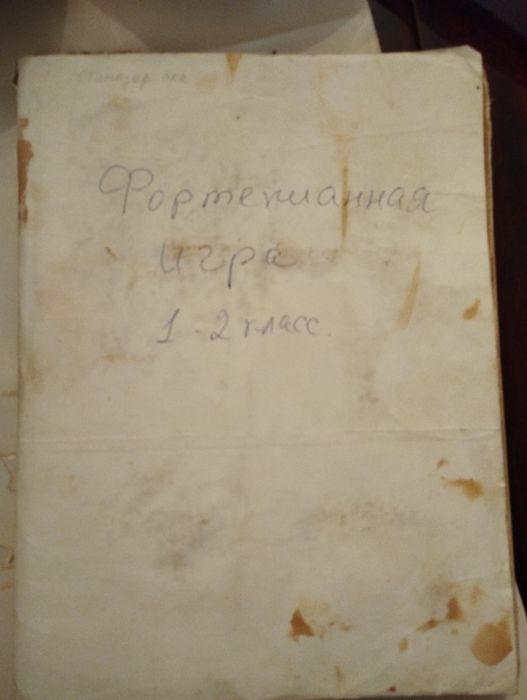 Фортепианная
игра
1-2 класс.